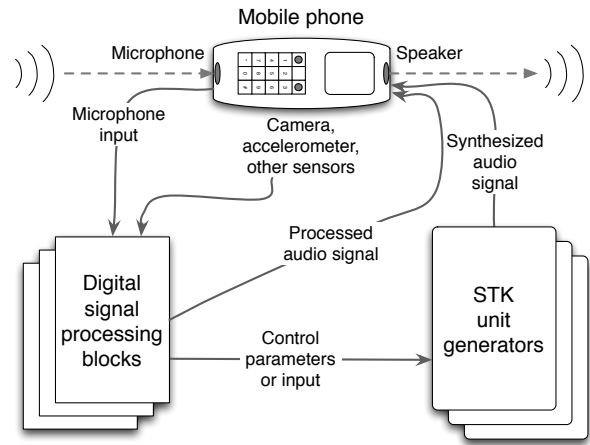 Mobile phone
Microphone
Speaker
Microphone
input
Camera,
accelerometer,
other sensors
Synthesized
audio
signal
Processed
audio signal
Digital
signal
processing
blocks
Control
parameters
or input
STK
unit
generators